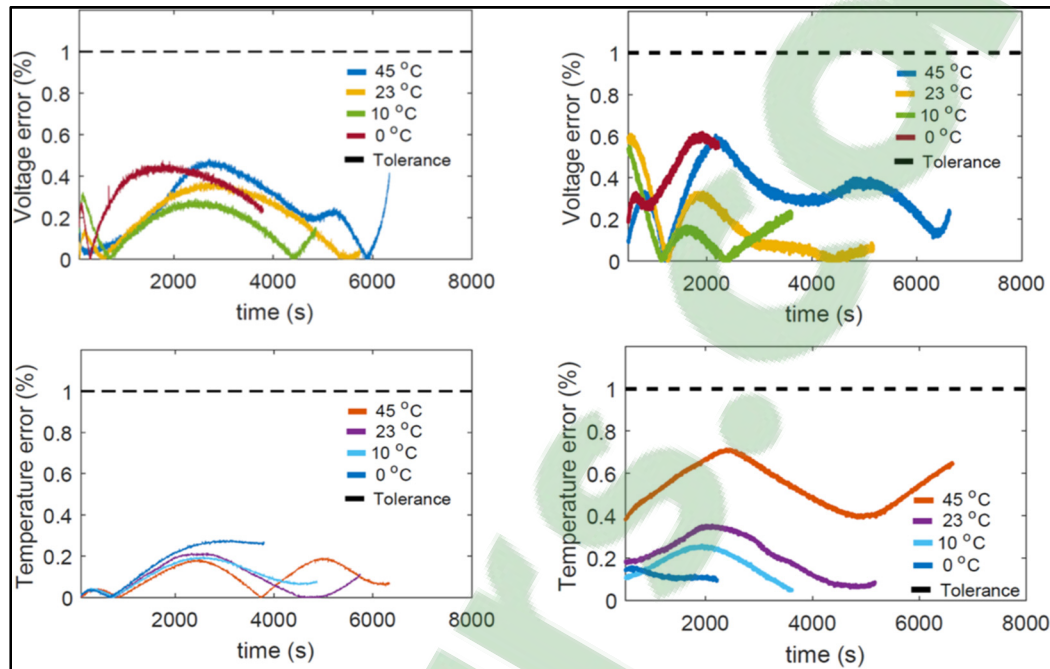 Voltage error (%)
1
0.8
0.6
0.4
0.2
0
2000 4000 6000 8000
time (s)
45 °C
23 °C
10 °C
0 °C
Tolerance
Voltage error (%)
1
0.8
0.6
0.4
0.2
0
2000 4000 6000 8000
time (s)
45 °C
23 °C
10 °C
0 °C
Tolerance
Temperature error (%)
1
0.8
0.6
0.4
0.2
0
2000 4000 6000 8000
time (s)
45 °C
23 °C
10 °C
0 °C
Tolerance
Temperature error (%)
1
0.8
0.6
0.4
0.2
0
2000 4000 6000 8000
time (s)
45 °C
23 °C
10 °C
0 °C
Tolerance